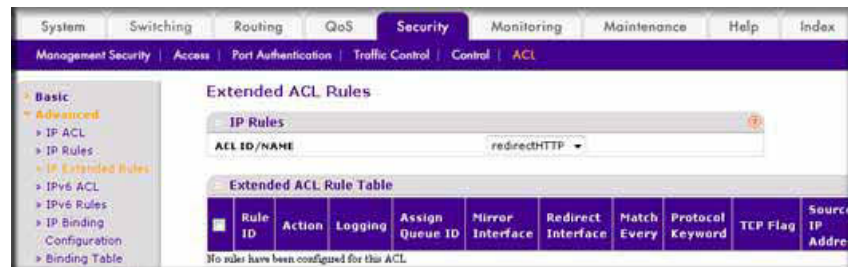 System Switching Routing QoS Security Monitoring Maintenance Help Index
Management Security | Access | Port Authentication | Traffic Control | Control | ACL
Basic
Advanced
» IP ACL
» IP Rules
» IP Extended Rules
» IPv6 ACL
» IPv6 Rules
» IP Binding
Configuration
» Binding Table
Extended ACL Rules
IP Rules
ACL ID/NAME redirectHTTP
Extended ACL Rule Table
Rule ID Action Logging Assign Queue ID Mirror Interface Redirect Interface Match Every Protocol Keyword TCP Flag Source IP Addre
No rules have been configured for this ACL